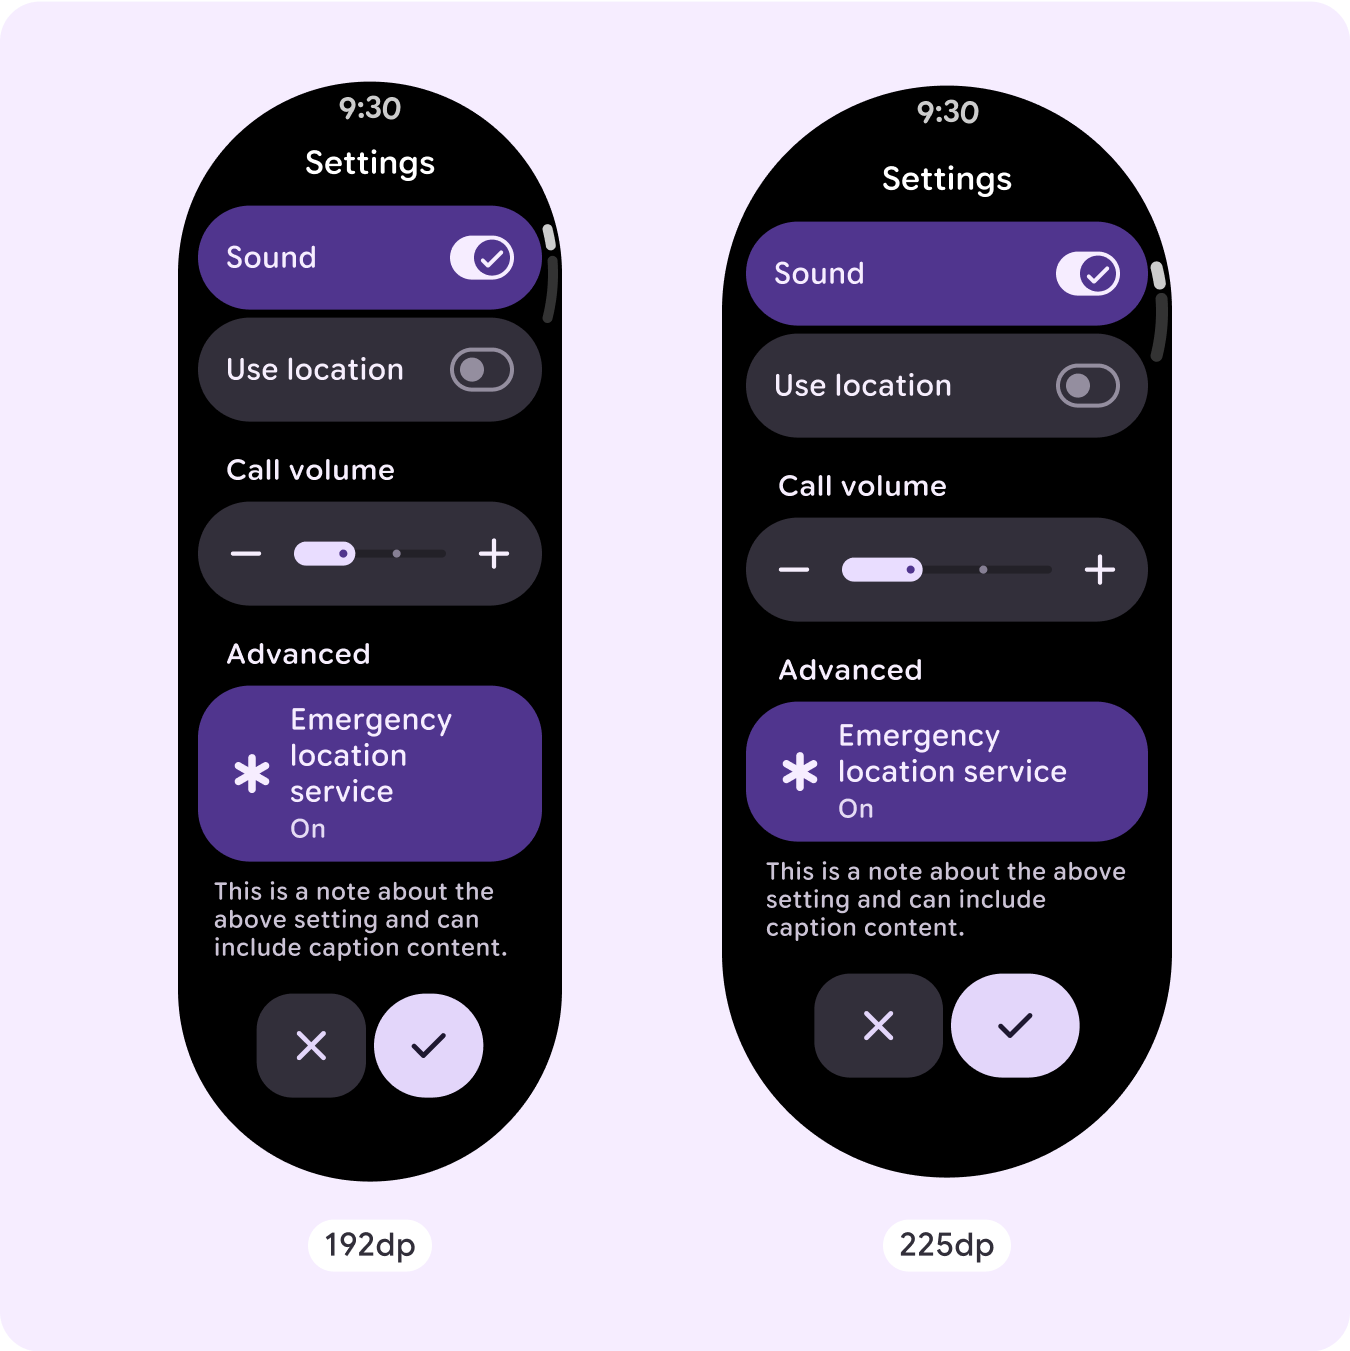 9:30
Settings
Sound
Use location
Call volume
Advanced
Emergency
location
service
On
This is a note about the
above setting and can
include caption content.
192dp
9:30
Settings
Sound
Use location
Call volume
Advanced
Emergency
location service
On
This is a note about the above
setting and can include
caption content.
225dp